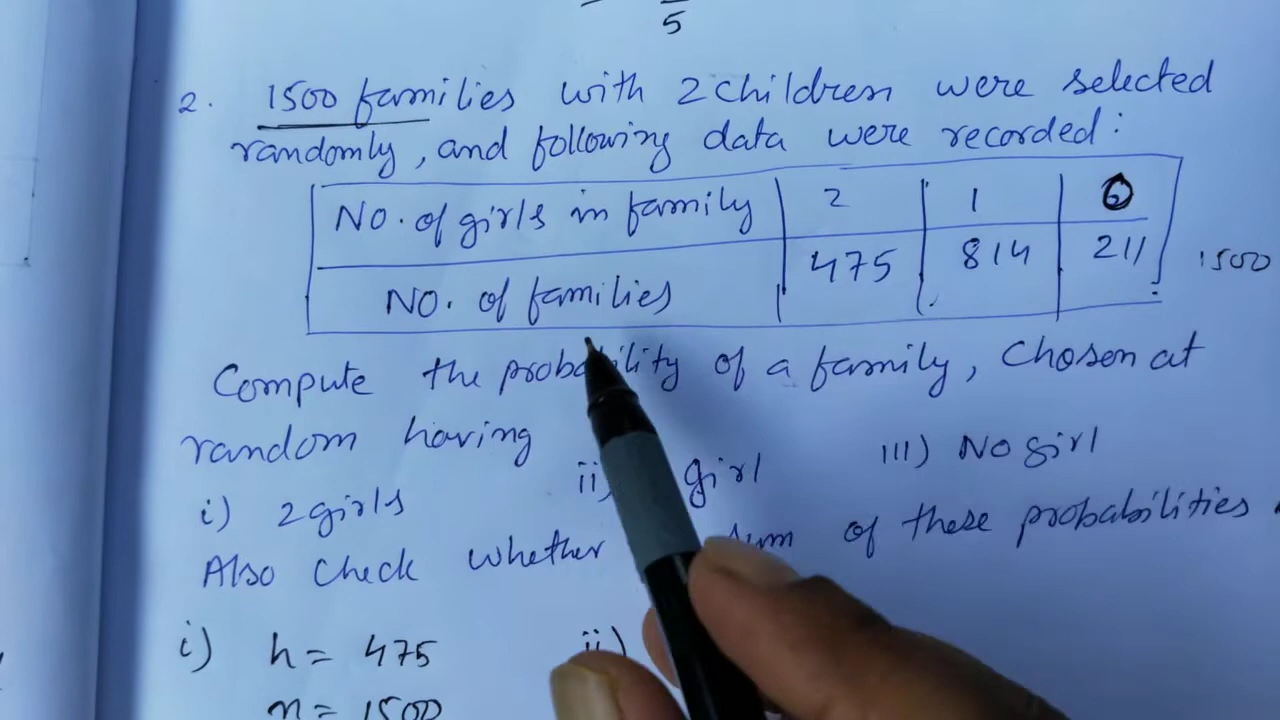 5
2. 1500 families with 2 children were selected
randomly, and following data were recorded:
No. of girls in family 2 1 0
No. of families 475 814 211 1500
Compute the probability of a family, Chosen at
random having
i) 2 girls ii) girl iii) No girl
Also Check whether sum of these probabilities
i) h = 475 ii)
n = 1500